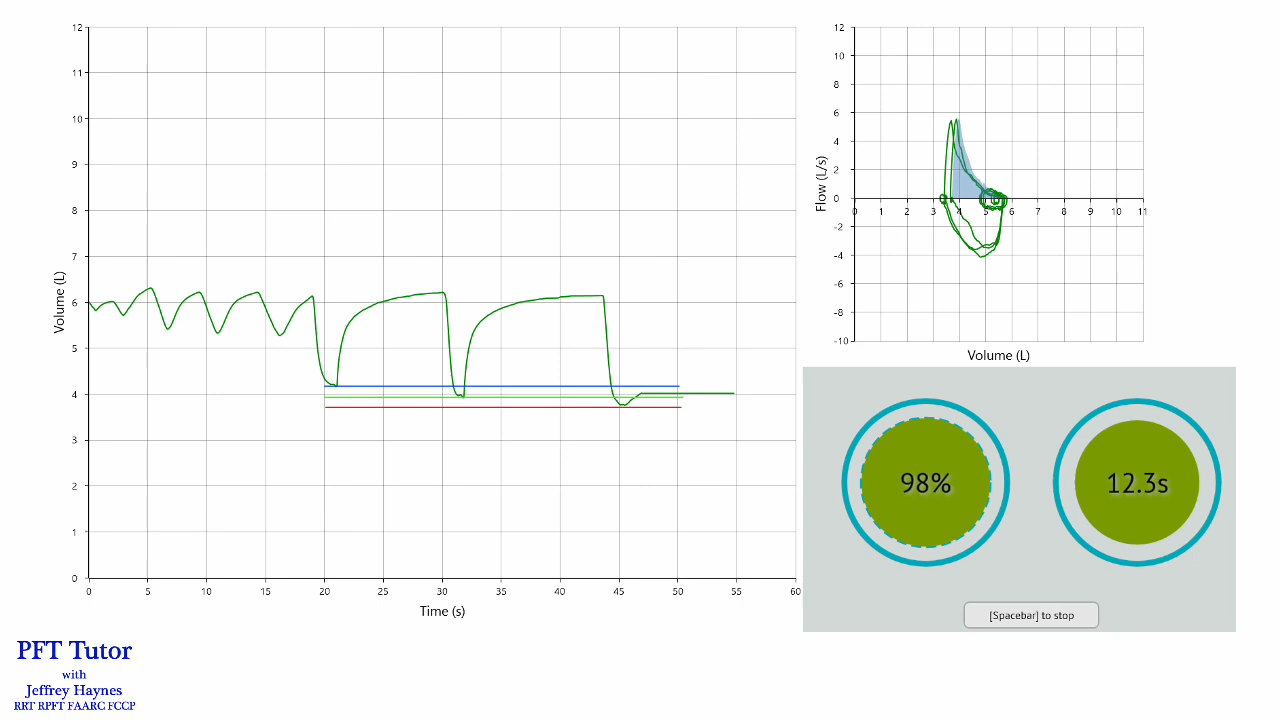 12
11
10
9
8
7
6
5
4
3
2
1
0
Volume (L)
0 5 10 15 20 25 30 35 40 45 50 55 60
Time (s)
12
10
8
6
4
2
0
-2
-4
-6
-8
-10
Flow (L/s)
0 1 2 3 4 5 6 7 8 9 10 11
Volume (L)
98%
12.3s
[Spacebar] to stop
PFT Tutor
with
Jeffrey Haynes
RRT RPFT FAARC FCCP